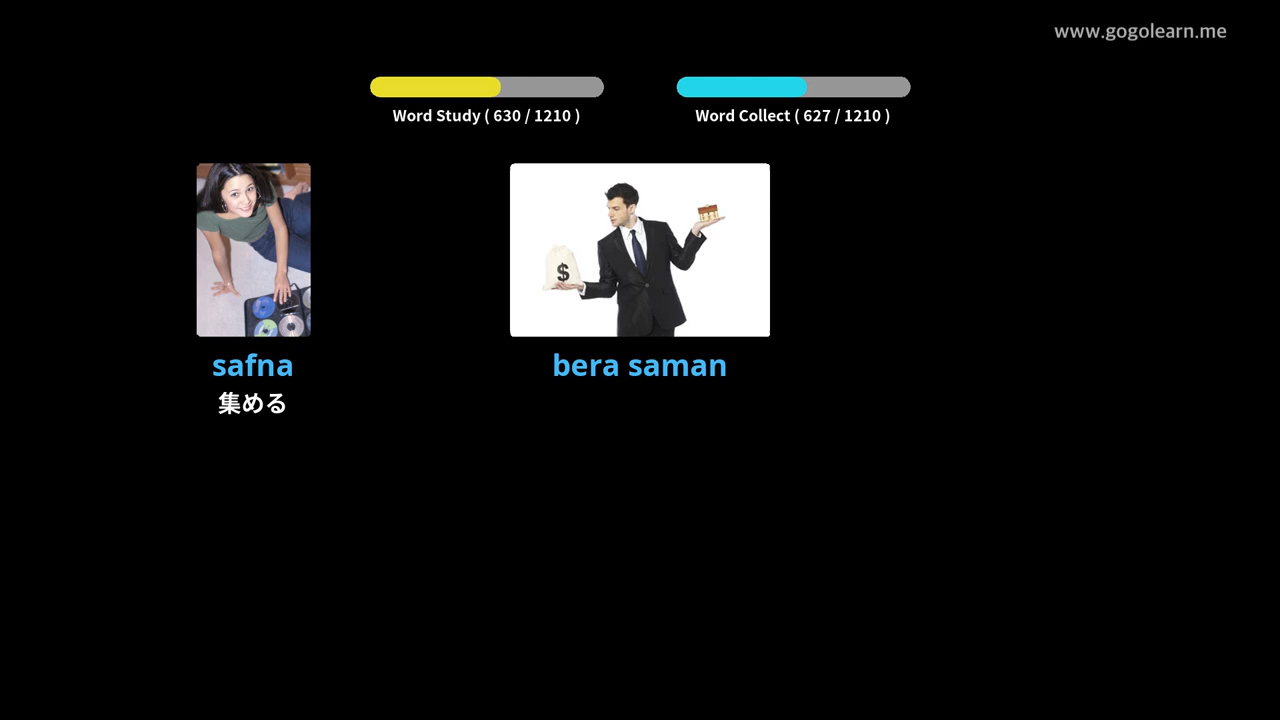 www.gogolearn.me
Word Study ( 630 / 1210 )
Word Collect ( 627 / 1210 )
$
safna
集める
bera saman